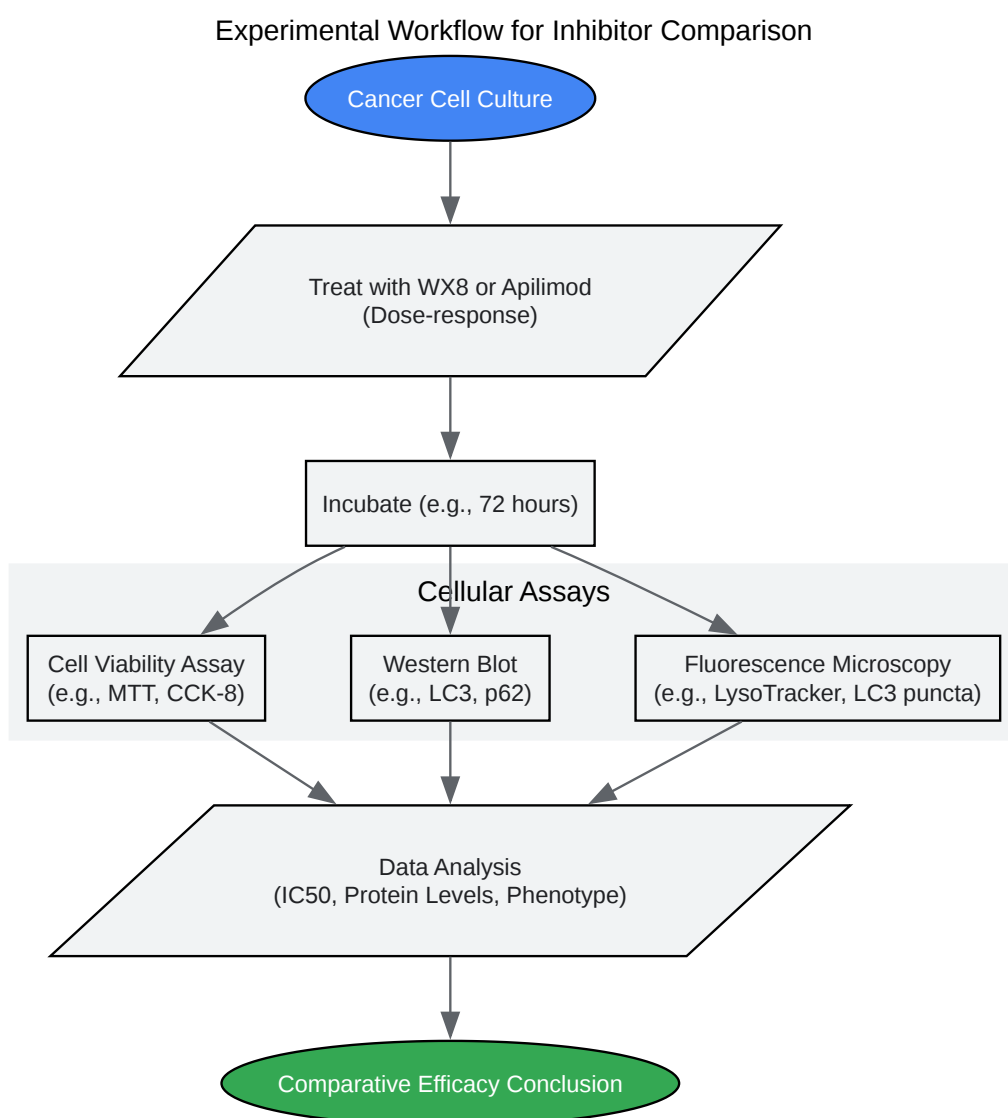 Experimental Workflow for Inhibitor Comparison
Cancer Cell Culture
Treat with WX8 or Apilimod
(Dose-response)
Incubate (e.g., 72 hours)
Cellular Assays
Cell Viability Assay
(e.g., MTT, CCK-8)
Western Blot
(e.g., LC3, p62)
Fluorescence Microscopy
(e.g., LysoTracker, LC3 puncta)
Data Analysis
(IC50, Protein Levels, Phenotype)
Comparative Efficacy Conclusion